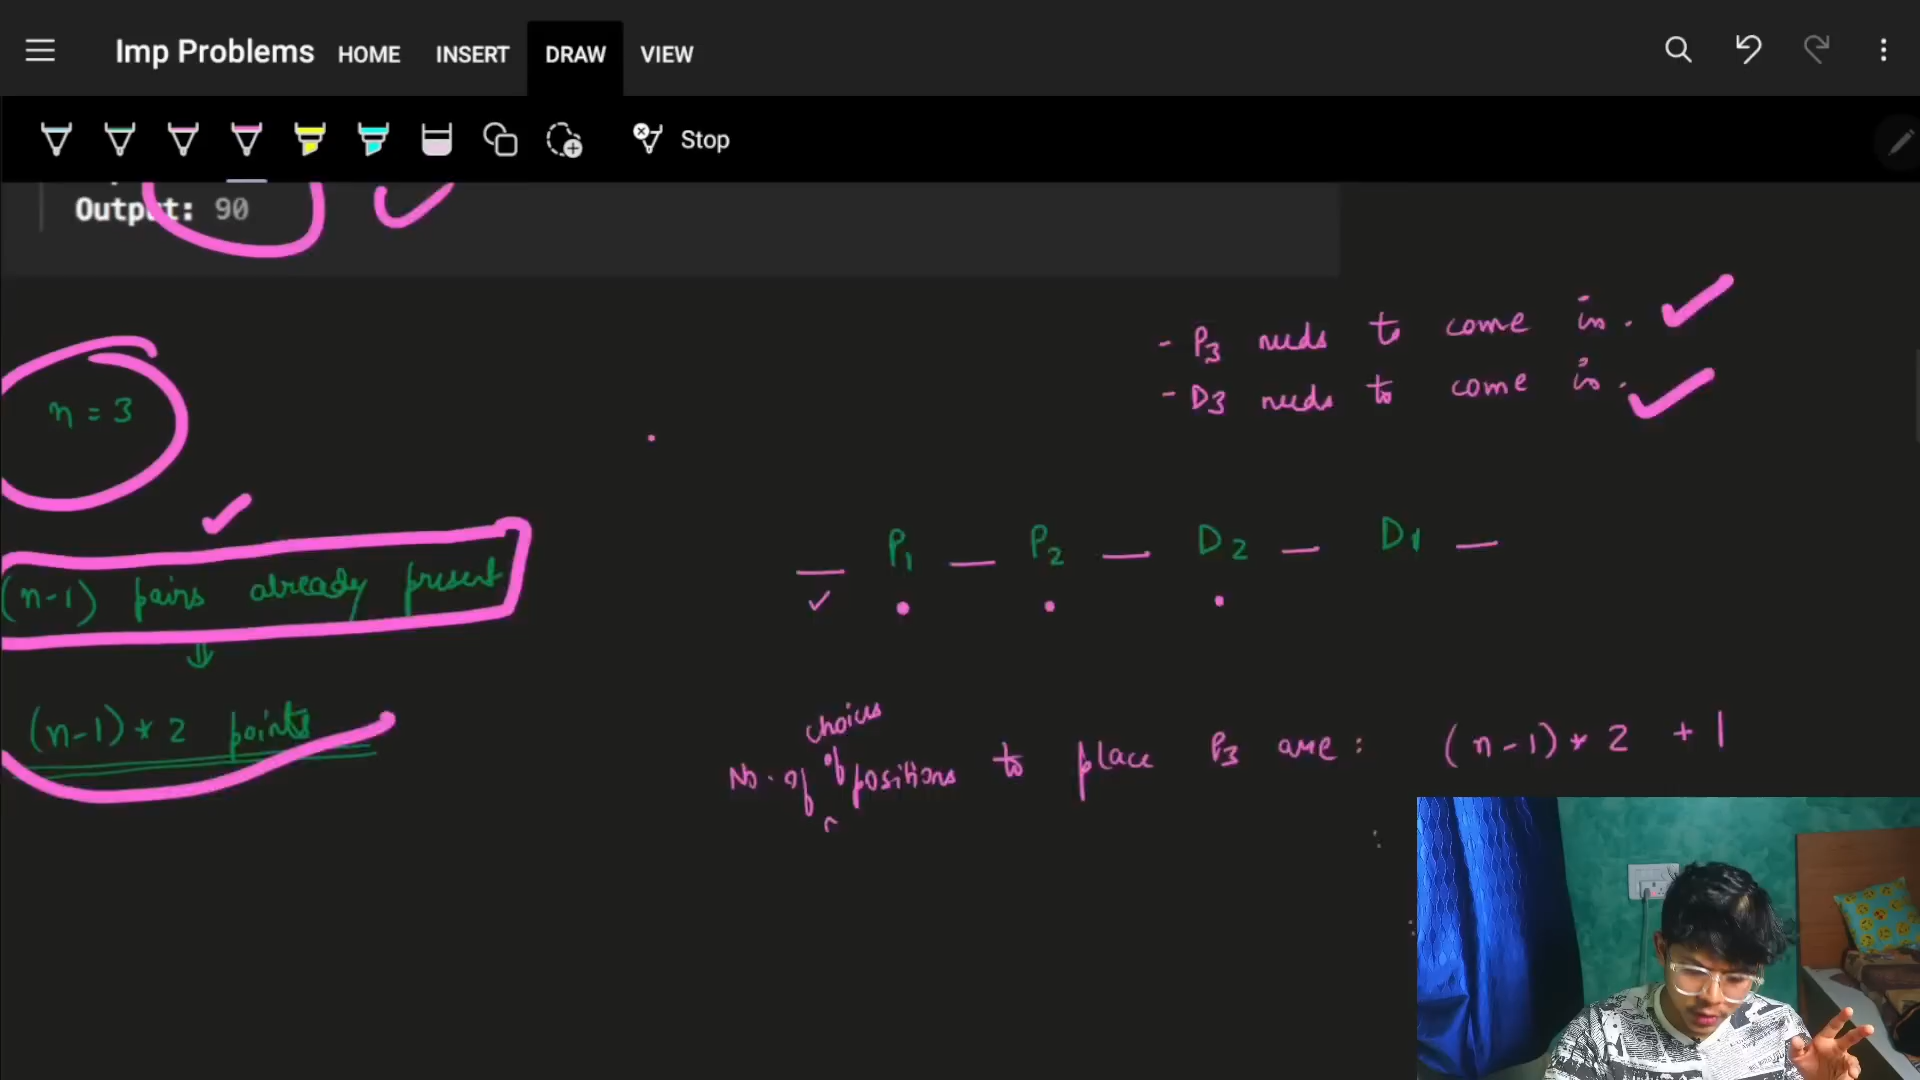 Imp Problems HOME INSERT DRAW VIEW
Stop
Output: 90
- P3 needs to come in.
- D3 needs to come in.
n = 3
P1 — P2 — D2 — D1 —
(n-1) pairs already present
(n-1) * 2 points
choices
of
No. of positions to place P3 are : (n-1) * 2 + 1